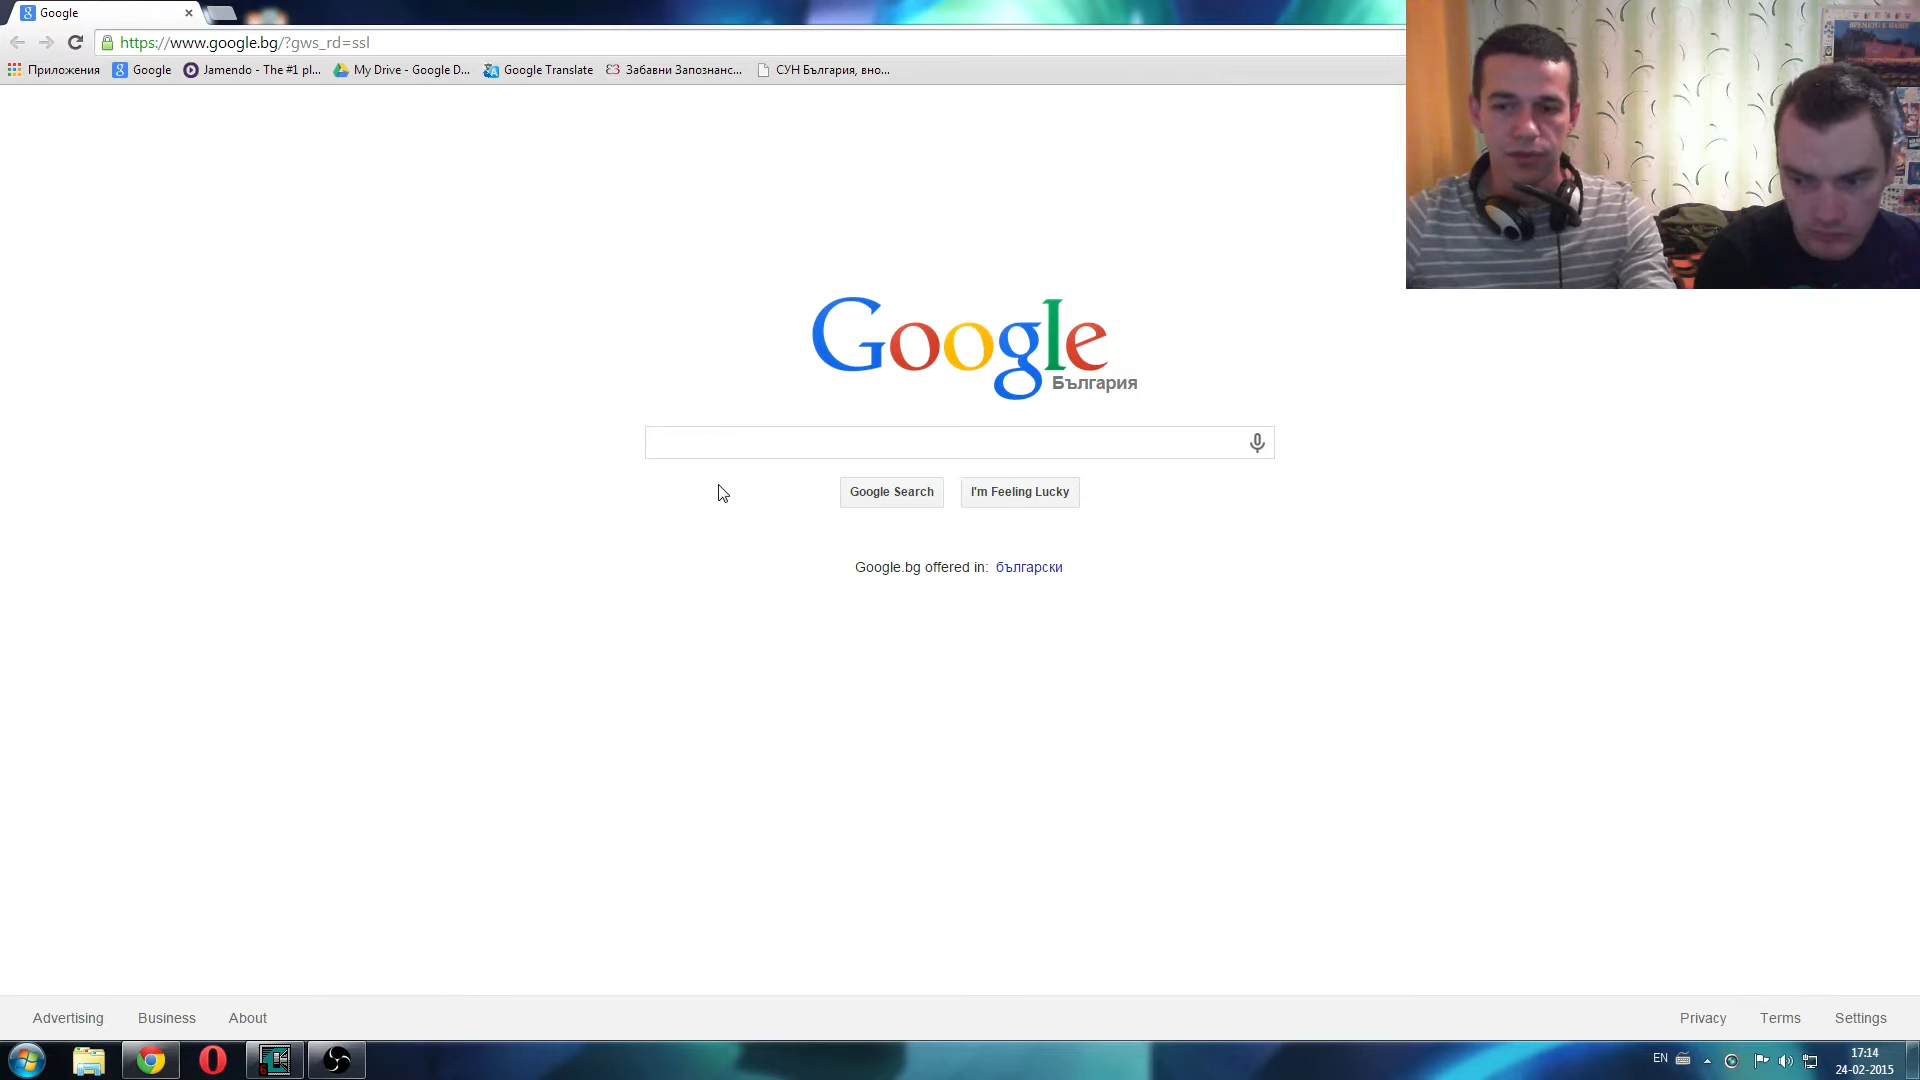 Google
https://www.google.bg/?gws_rd=ssl
Приложения
Google
Jamendo - The #1 pl...
My Drive - Google D...
Google Translate
Забавни Запознанс...
СУН България, вно...
Google
България
Google Search
I'm Feeling Lucky
Google.bg offered in: български
Advertising
Business
About
Privacy
Terms
Settings
EN
17:14
24-02-2015